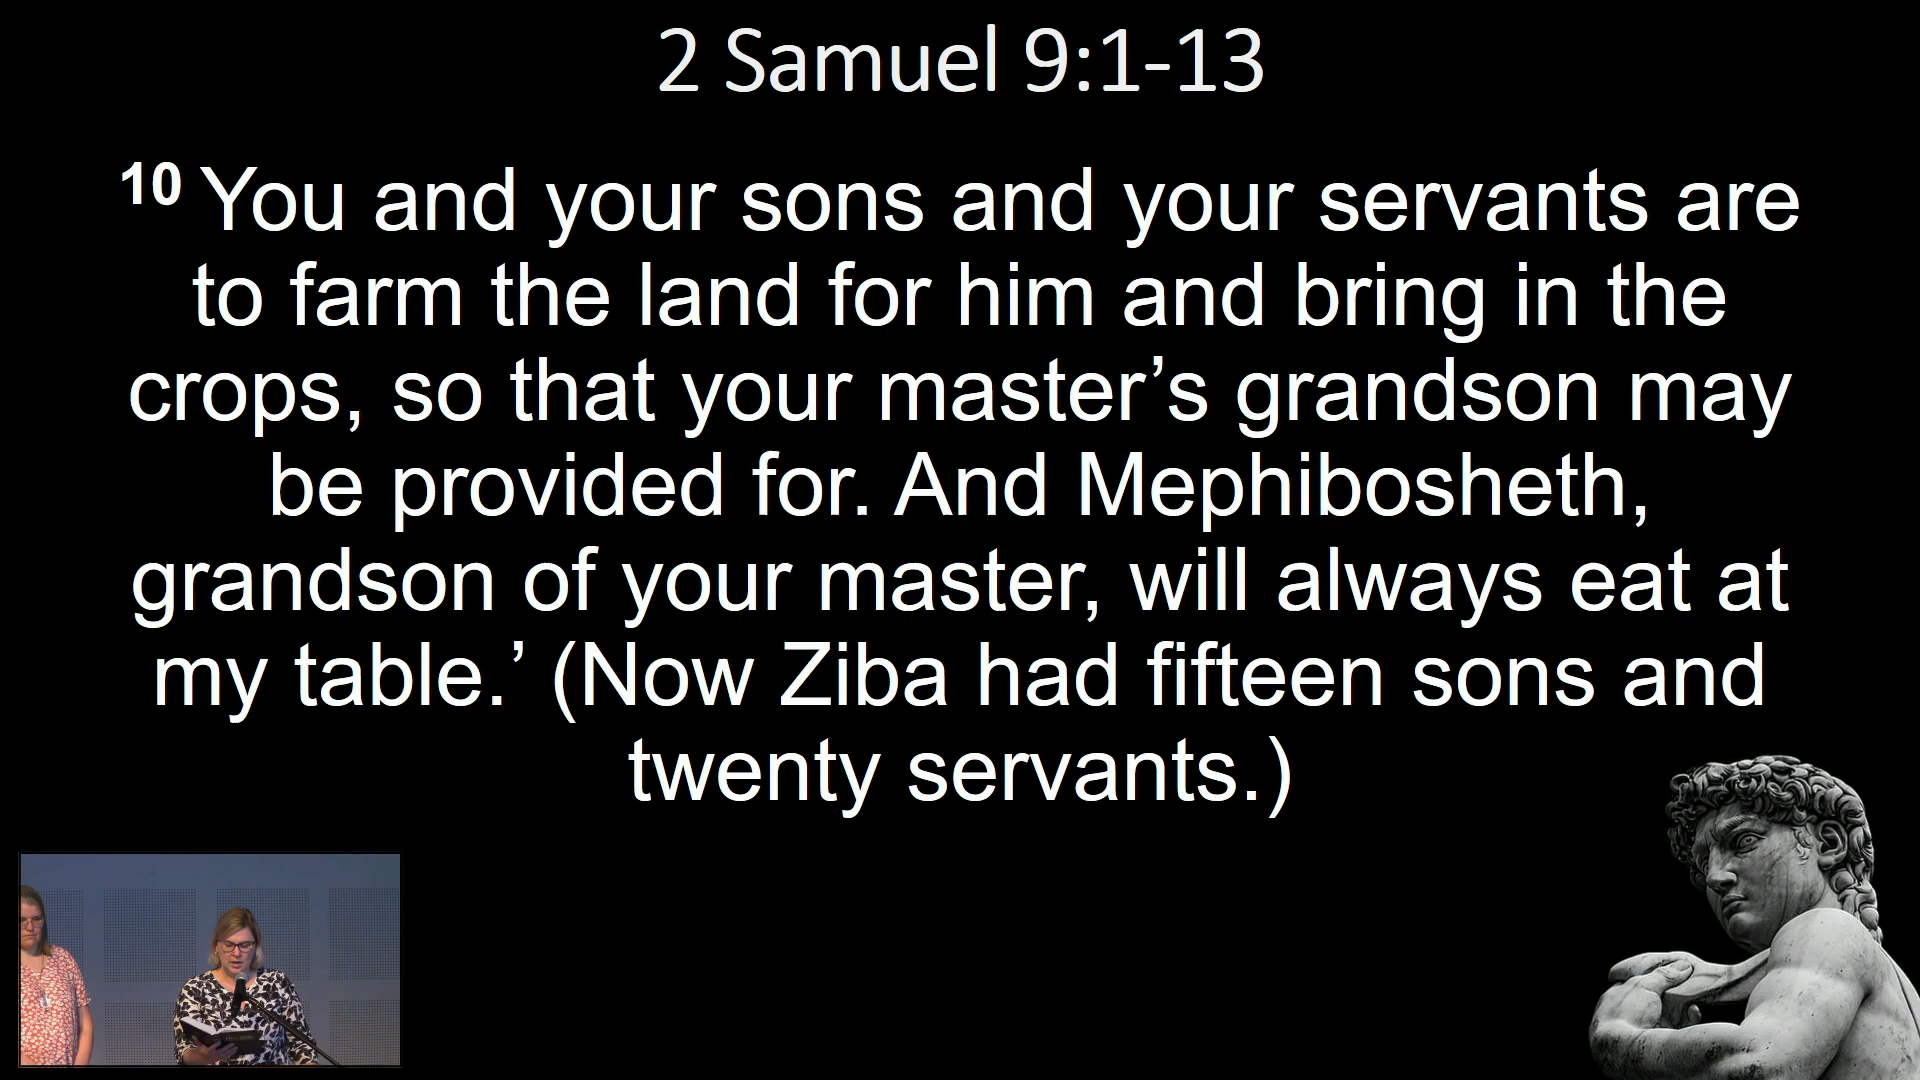 2 Samuel 9:1-13
10 You and your sons and your servants are
to farm the land for him and bring in the
crops, so that your master’s grandson may
be provided for. And Mephibosheth,
grandson of your master, will always eat at
my table.’ (Now Ziba had fifteen sons and
twenty servants.)